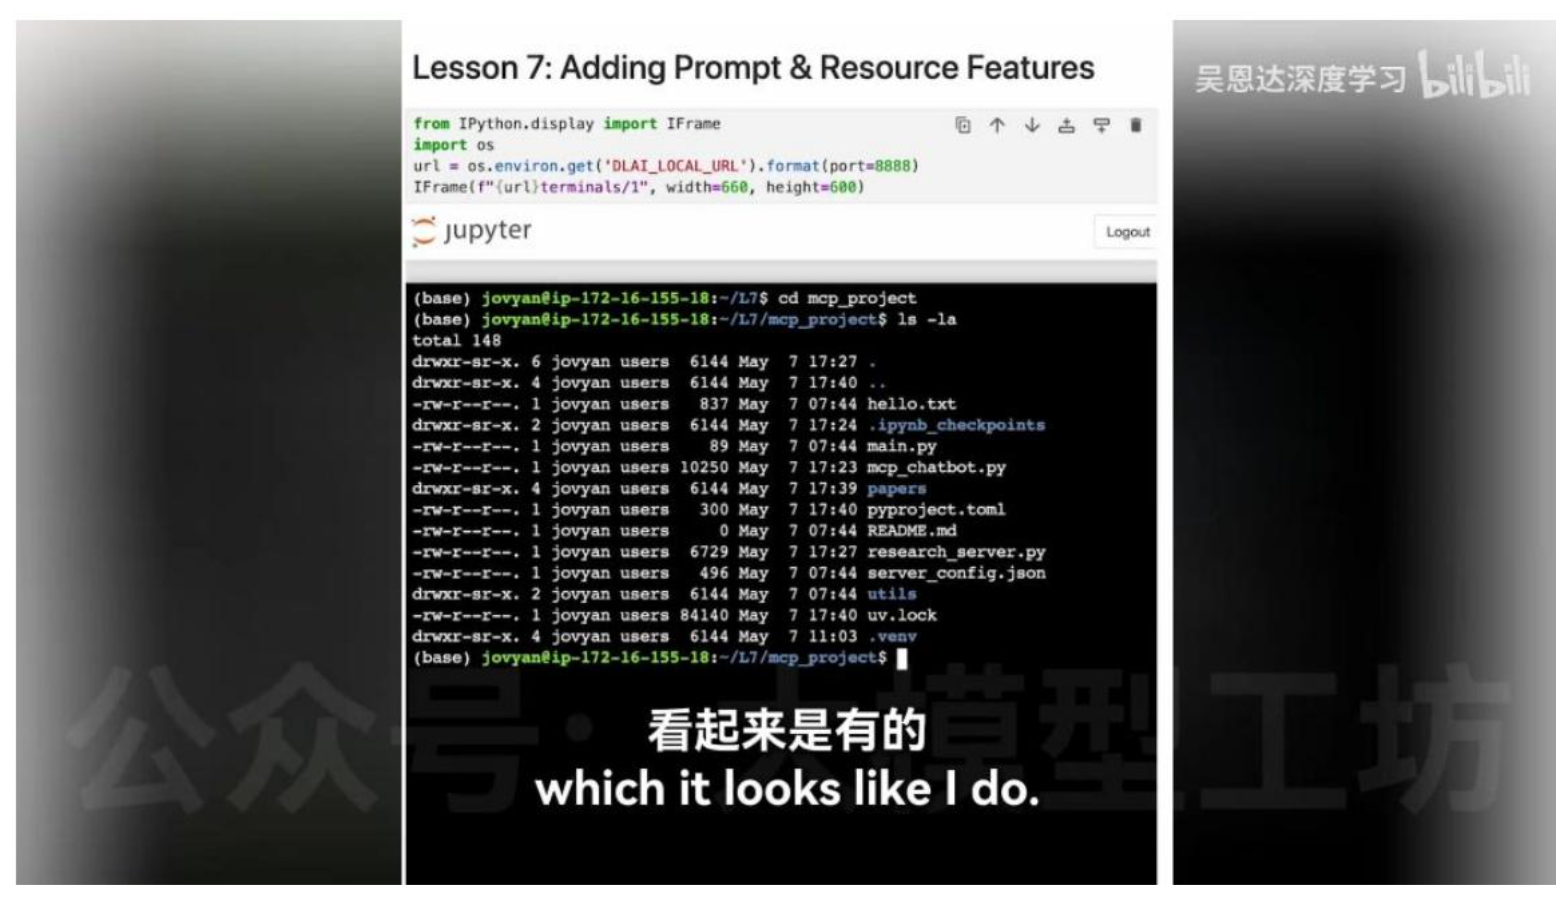 Lesson 7: Adding Prompt & Resource Features
吴恩达深度学习 bilibili
from IPython.display import IFrame
import os
url = os.environ.get('DLAI_LOCAL_URL').format(port=8888)
IFrame(f"{url}terminals/1", width=660, height=600)
jupyter
Logout
(base) jovyan@ip-172-16-155-18:~/L7$ cd mcp_project
(base) jovyan@ip-172-16-155-18:~/L7/mcp_project$ ls -la
total 148
drwxr-sr-x. 6 jovyan users 6144 May 7 17:27 .
drwxr-sr-x. 4 jovyan users 6144 May 7 17:40 ..
-rw-r--r--. 1 jovyan users 837 May 7 07:44 hello.txt
drwxr-sr-x. 2 jovyan users 6144 May 7 17:24 .ipynb_checkpoints
-rw-r--r--. 1 jovyan users 89 May 7 07:44 main.py
-rw-r--r--. 1 jovyan users 10250 May 7 17:23 mcp_chatbot.py
drwxr-sr-x. 4 jovyan users 6144 May 7 17:39 papers
-rw-r--r--. 1 jovyan users 300 May 7 17:40 pyproject.toml
-rw-r--r--. 1 jovyan users 0 May 7 07:44 README.md
-rw-r--r--. 1 jovyan users 6729 May 7 17:27 research_server.py
-rw-r--r--. 1 jovyan users 496 May 7 07:44 server_config.json
drwxr-sr-x. 2 jovyan users 6144 May 7 07:44 utils
-rw-r--r--. 1 jovyan users 84140 May 7 17:40 uv.lock
drwxr-sr-x. 4 jovyan users 6144 May 7 11:03 .venv
(base) jovyan@ip-172-16-155-18:~/L7/mcp_project$
公众号·大模型工坊
看起来是有的
which it looks like I do.